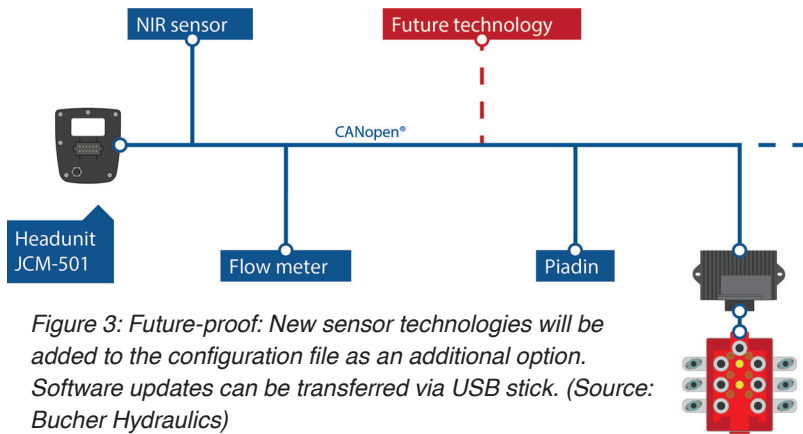 NIR sensor
Future technology
CANopen®
Headunit
JCM-501
Flow meter
Piadin
Figure 3: Future-proof: New sensor technologies will be
added to the configuration file as an additional option.
Software updates can be transferred via USB stick. (Source:
Bucher Hydraulics)